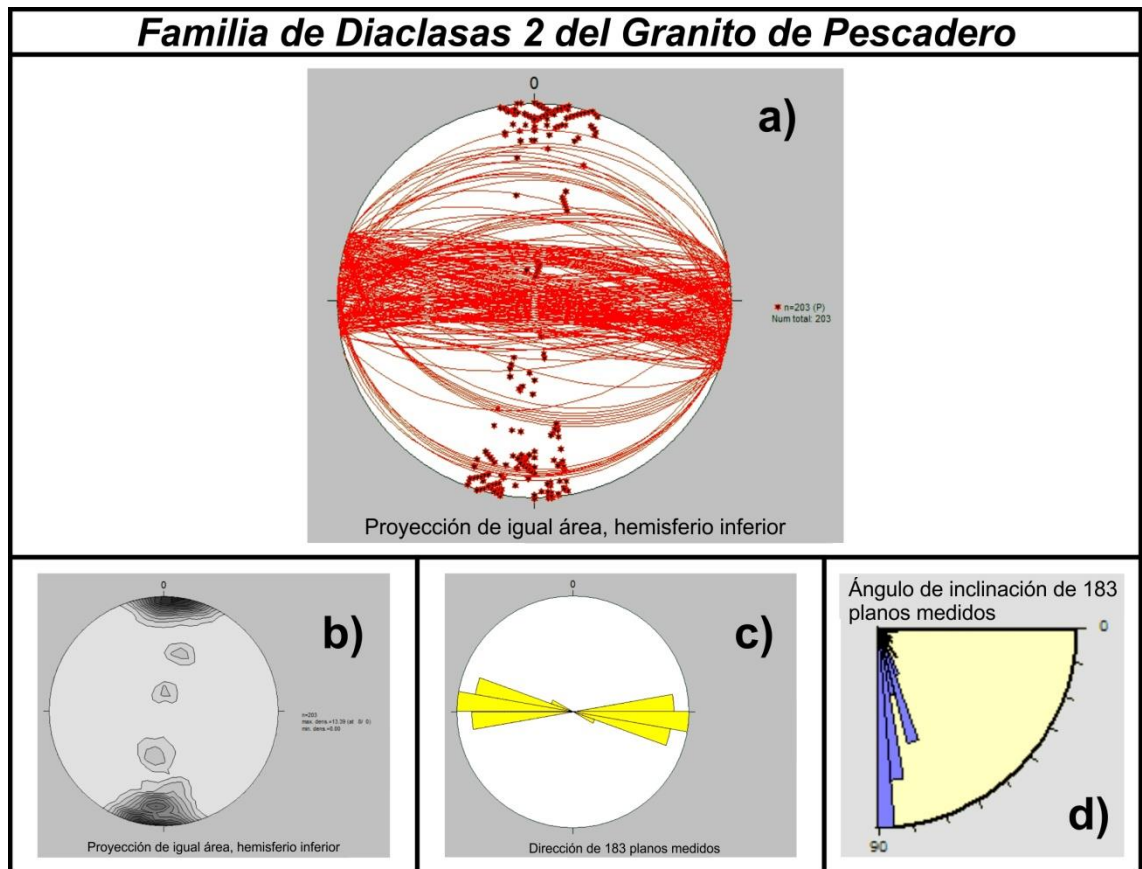 Familia de Diaclasas 2 del Granito de Pescadero
0
a)
n=203 (P)
Num total: 203
Proyección de igual área, hemisferio inferior
0
b)
n=203
Proyección de igual área, hemisferio inferior
0
c)
Dirección de 183 planos medidos
Ángulo de inclinación de 183
planos medidos
0
d)
90